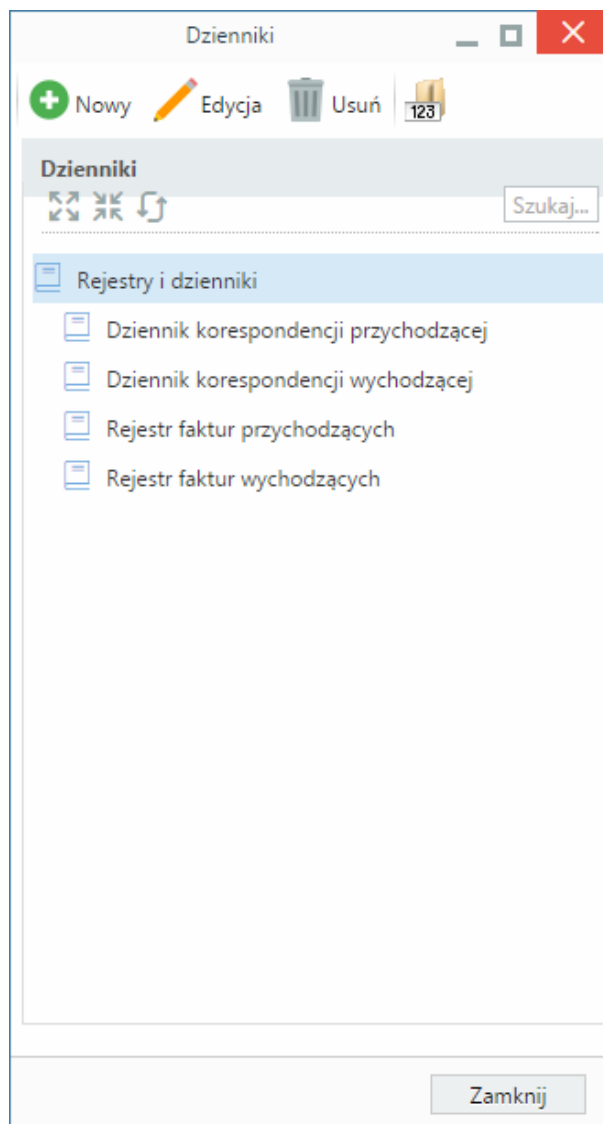 Dzienniki
Nowy Edycja Usuń 123
Dzienniki
Szukaj...
Rejestry i dzienniki
Dziennik korespondencji przychodzącej
Dziennik korespondencji wychodzącej
Rejestr faktur przychodzących
Rejestr faktur wychodzących
Zamknij